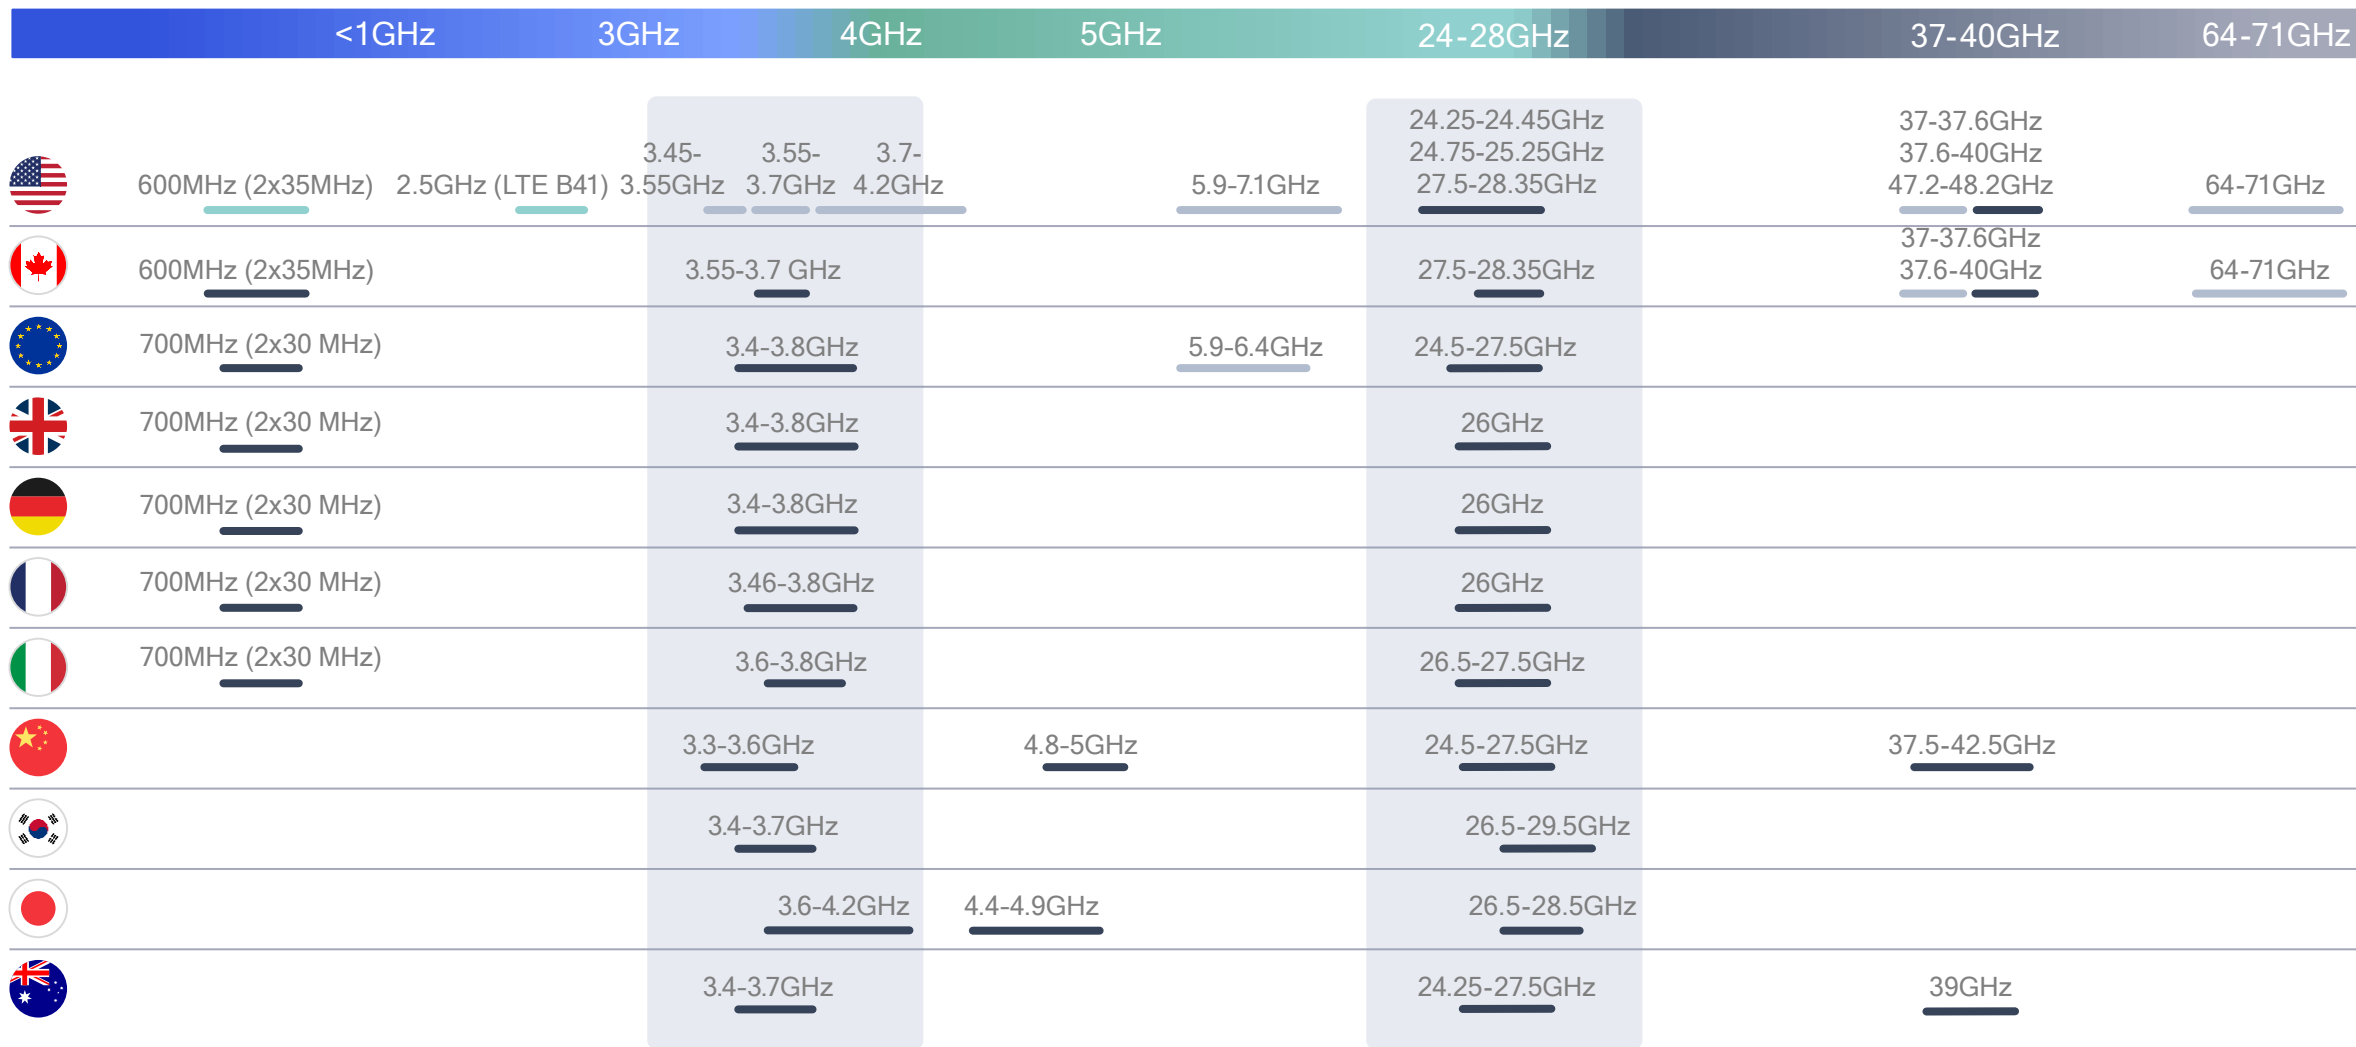 <1GHz 3GHz 4GHz 5GHz 24-28GHz 37-40GHz 64-71GHz
24.25-24.45GHz 37-37.6GHz
3.45- 3.55- 3.7- 24.75-25.25GHz 37.6-40GHz
600MHz (2x35MHz) 2.5GHz (LTE B41) 3.55GHz 3.7GHz 4.2GHz 5.9-7.1GHz 27.5-28.35GHz 47.2-48.2GHz 64-71GHz
37-37.6GHz
600MHz (2x35MHz) 3.55-3.7 GHz 27.5-28.35GHz 37.6-40GHz 64-71GHz
700MHz (2x30 MHz) 3.4-3.8GHz 5.9-6.4GHz 24.5-27.5GHz
700MHz (2x30 MHz) 3.4-3.8GHz 26GHz
700MHz (2x30 MHz) 3.4-3.8GHz 26GHz
700MHz (2x30 MHz) 3.46-3.8GHz 26GHz
700MHz (2x30 MHz) 3.6-3.8GHz 26.5-27.5GHz
3.3-3.6GHz 4.8-5GHz 24.5-27.5GHz 37.5-42.5GHz
3.4-3.7GHz 26.5-29.5GHz
3.6-4.2GHz 4.4-4.9GHz 26.5-28.5GHz
3.4-3.7GHz 24.25-27.5GHz 39GHz